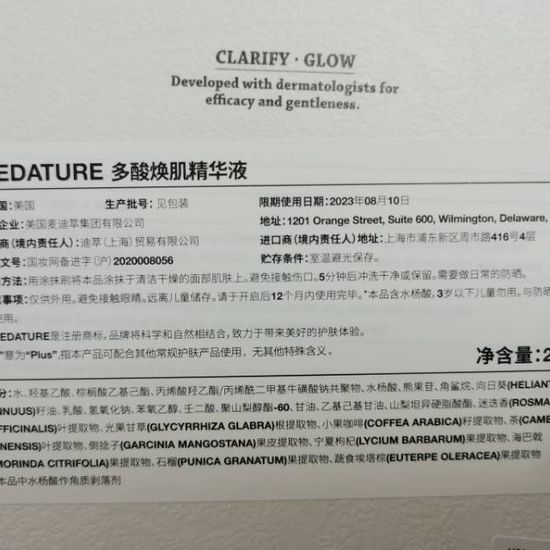 CLARIFY · GLOW
Developed with dermatologists for
efficacy and gentleness.
EDATURE 多酸焕肌精华液
国:美国 生产批号: 见包装 限期使用日期:2023年08月10日
企业: 美国麦迪萃集团有限公司 地址: 1201 Orange Street, Suite 600, Wilmington, Delaware,
商(境内责任人): 迪萃(上海)贸易有限公司 进口商(境内责任人)地址: 上海市浦东新区周市路416号4层
文号: 国妆网备进字(沪)2020008056 贮存条件: 室温避光保存。
方法: 用涂抹刷将本品涂抹于清洁干燥的面部肌肤上。避免接触伤口。5分钟后冲洗干净或保留。需要做日常的防晒。
事项: 仅供外用。避免接触眼睛。远离儿童储存。请于开启后12个月内使用完毕。*本品含水杨酸, 3岁以下儿童勿用。与防晒
使用。
EDATURE是注册商标。品牌将科学和自然相结合,致力于带来美好的护肤体验。
意为"Plus", 指本产品可配合其他常规护肤产品使用, 无其他特殊含义。
净含量:2
分: 水、羟基乙酸、棕榈酸乙基己酯、丙烯酸羟乙酯/丙烯酰二甲基牛磺酸钠共聚物、水杨酸、熊果苷、角鲨烷、向日葵(HELIANT
NNUUS)籽油、乳酸、氢氧化钠、苯氧乙醇、壬二酸、聚山梨醇酯-60、甘油、乙基己基甘油、山梨坦异硬脂酸酯、迷迭香(ROSMA
FFICINALIS)叶提取物、光果甘草(GLYCYRRHIZA GLABRA)根提取物、小果咖啡(COFFEA ARABICA)籽提取物、茶(CAME
NENSIS)叶提取物、倒捻子(GARCINIA MANGOSTANA)果皮提取物、宁夏枸杞(LYCIUM BARBARUM)果提取物、海巴戟
MORINDA CITRIFOLIA)果提取物、石榴(PUNICA GRANATUM)果提取物、蔬食埃塔棕(EUTERPE OLERACEA)果提取物
本品中水杨酸作角质剥落剂